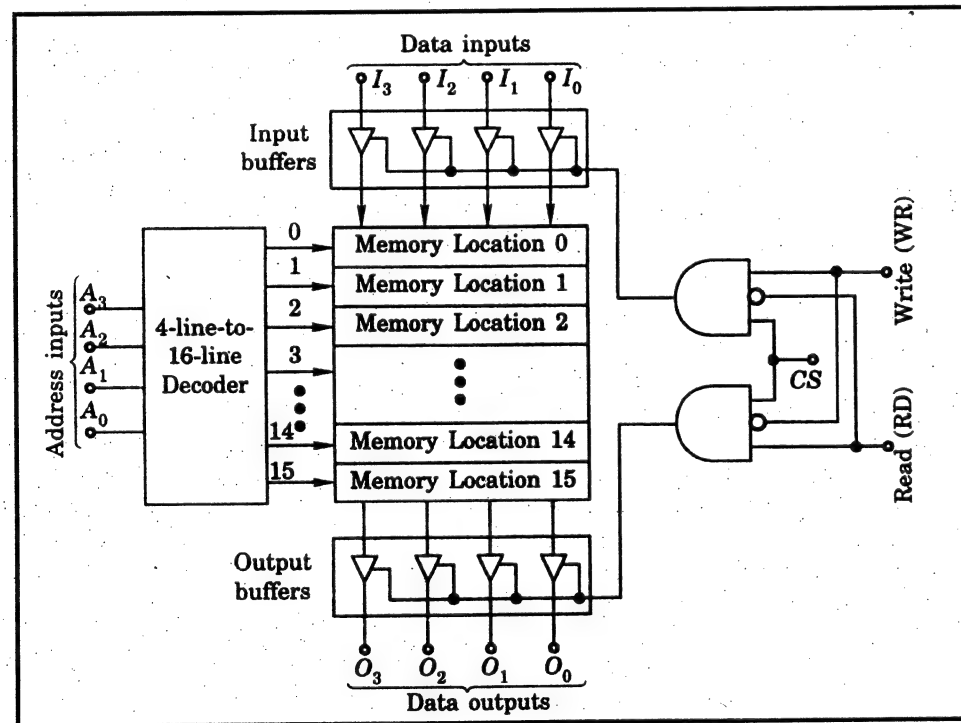 Data inputs
I3 I2 I1 I0
Input
buffers
0
1
2
3
14
15
Address inputs
A3
A2
A1
A0
4-line-to-
16-line
Decoder
Memory Location 0
Memory Location 1
Memory Location 2
Memory Location 14
Memory Location 15
Write (WR)
CS
Read (RD)
Output
buffers
O3 O2 O1 O0
Data outputs